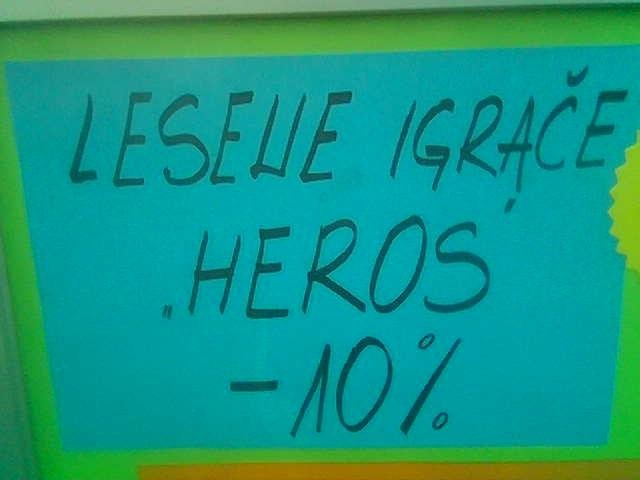 LESENE IGRAČE
„HEROS"
-10%